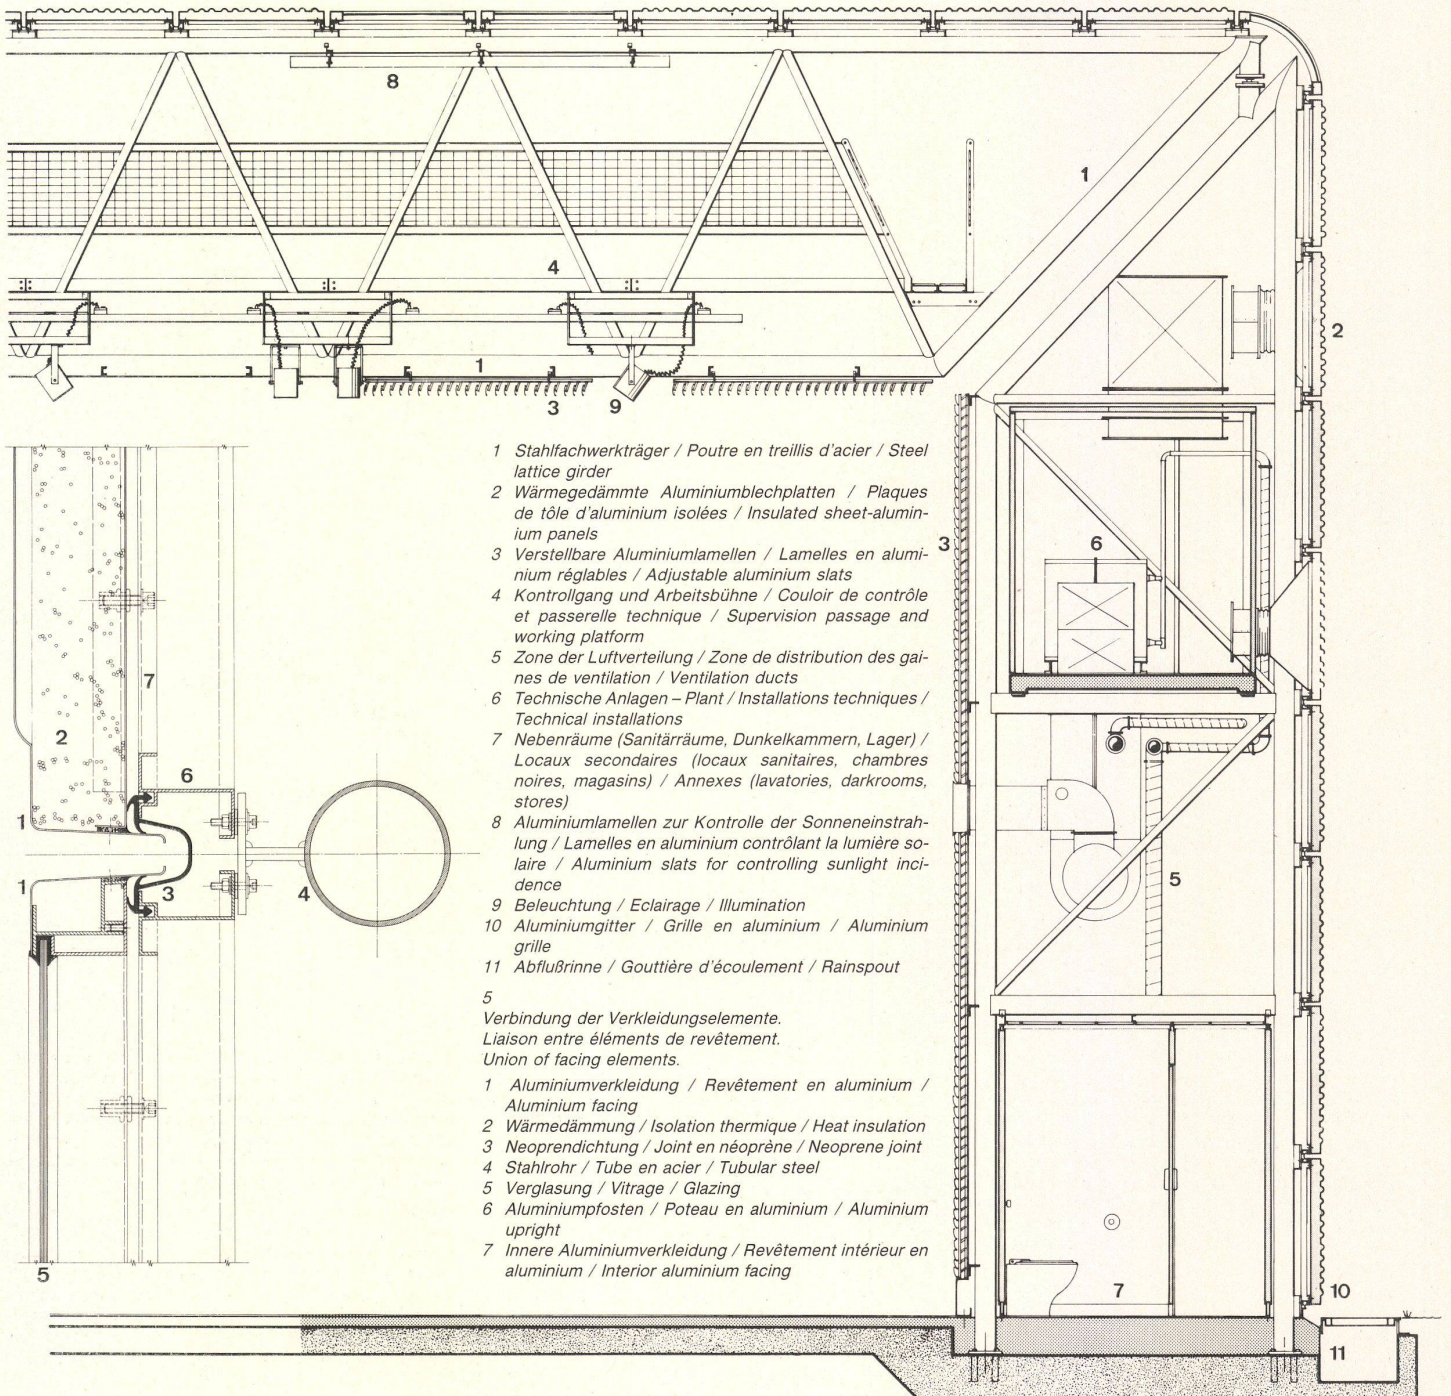 8
1
4
2
1
3
9
3
6
5
7
10
11
7
2
6
1
1
3
4
5
1 Stahlfachwerkträger / Poutre en treillis d'acier / Steel
lattice girder
2 Wärmegedämmte Aluminiumblechplatten / Plaques
de tôle d'aluminium isolées / Insulated sheet-alumin-
ium panels
3 Verstellbare Aluminiumlamellen / Lamelles en alumi-
nium réglables / Adjustable aluminium slats
4 Kontrollgang und Arbeitsbühne / Couloir de contrôle
et passerelle technique / Supervision passage and
working platform
5 Zone der Luftverteilung / Zone de distribution des gai-
nes de ventilation / Ventilation ducts
6 Technische Anlagen – Plant / Installations techniques /
Technical installations
7 Nebenräume (Sanitärräume, Dunkelkammern, Lager) /
Locaux secondaires (locaux sanitaires, chambres
noires, magasins) / Annexes (lavatories, darkrooms,
stores)
8 Aluminiumlamellen zur Kontrolle der Sonneneinstrah-
lung / Lamelles en aluminium contrôlant la lumière so-
laire / Aluminium slats for controlling sunlight inci-
dence
9 Beleuchtung / Eclairage / Illumination
10 Aluminiumgitter / Grille en aluminium / Aluminium
grille
11 Abflußrinne / Gouttière d'écoulement / Rainspout
5
Verbindung der Verkleidungselemente.
Liaison entre éléments de revêtement.
Union of facing elements.
1 Aluminiumverkleidung / Revêtement en aluminium /
Aluminium facing
2 Wärmedämmung / Isolation thermique / Heat insulation
3 Neoprendichtung / Joint en néoprène / Neoprene joint
4 Stahlrohr / Tube en acier / Tubular steel
5 Verglasung / Vitrage / Glazing
6 Aluminiumpfosten / Poteau en aluminium / Aluminium
upright
7 Innere Aluminiumverkleidung / Revêtement intérieur en
aluminium / Interior aluminium facing